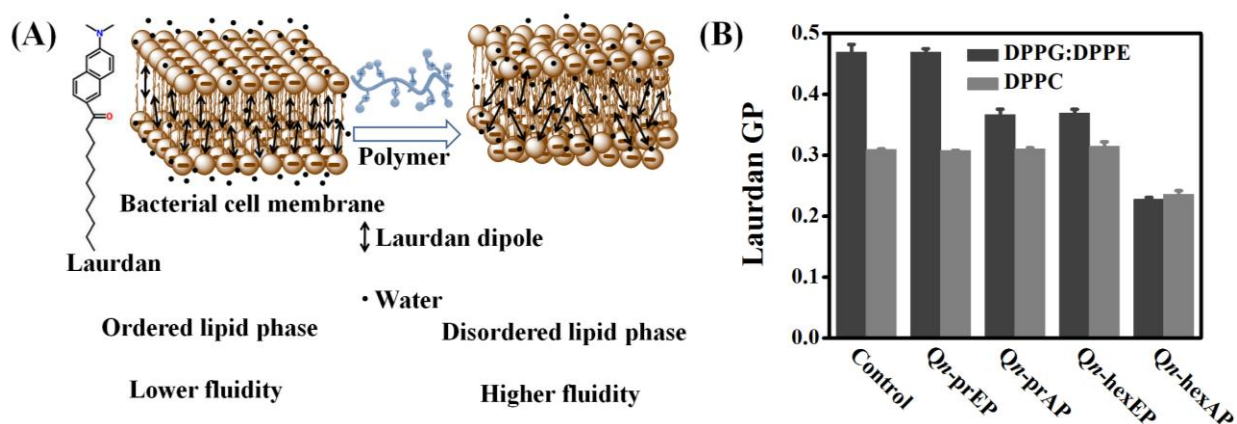 (A)
N
O
Laurdan
Bacterial cell membrane
Polymer
Laurdan dipole
• Water
Ordered lipid phase
Disordered lipid phase
Lower fluidity
Higher fluidity
(B)
DPPG:DPPE
DPPC
Laurdan GP
0.5
0.4
0.3
0.2
0.1
0.0
Control
Qn-prEP
Qn-prAP
Qn-hexEP
Qn-hexAP